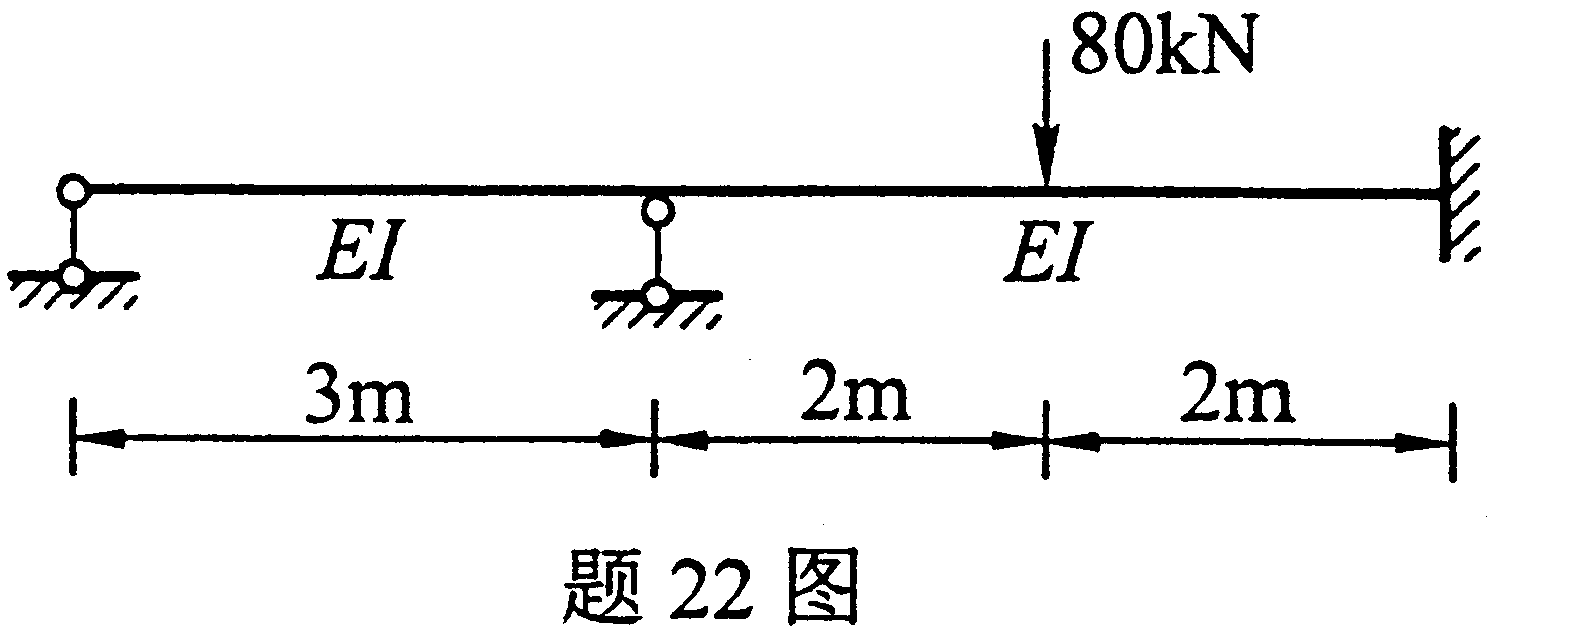 80kN
EI EI
3m 2m 2m
题 22 图